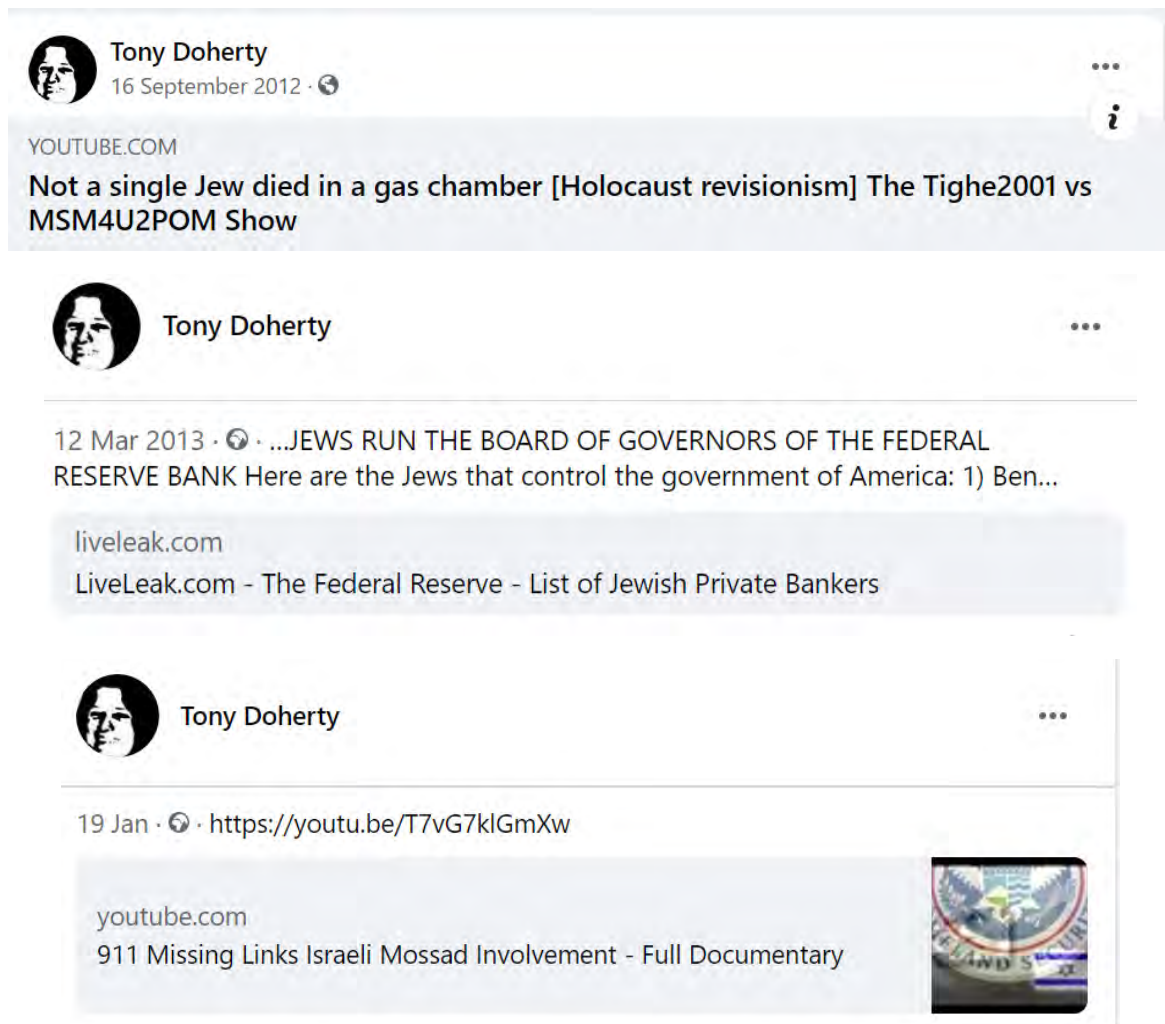 Tony Doherty
16 September 2012 ·
YOUTUBE.COM
Not a single Jew died in a gas chamber [Holocaust revisionism] The Tighe2001 vs
MSM4U2POM Show
Tony Doherty
12 Mar 2013 · · ...JEWS RUN THE BOARD OF GOVERNORS OF THE FEDERAL
RESERVE BANK Here are the Jews that control the government of America: 1) Ben...
liveleak.com
LiveLeak.com - The Federal Reserve - List of Jewish Private Bankers
Tony Doherty
19 Jan · · https://youtu.be/T7vG7klGmXw
youtube.com
911 Missing Links Israeli Mossad Involvement - Full Documentary